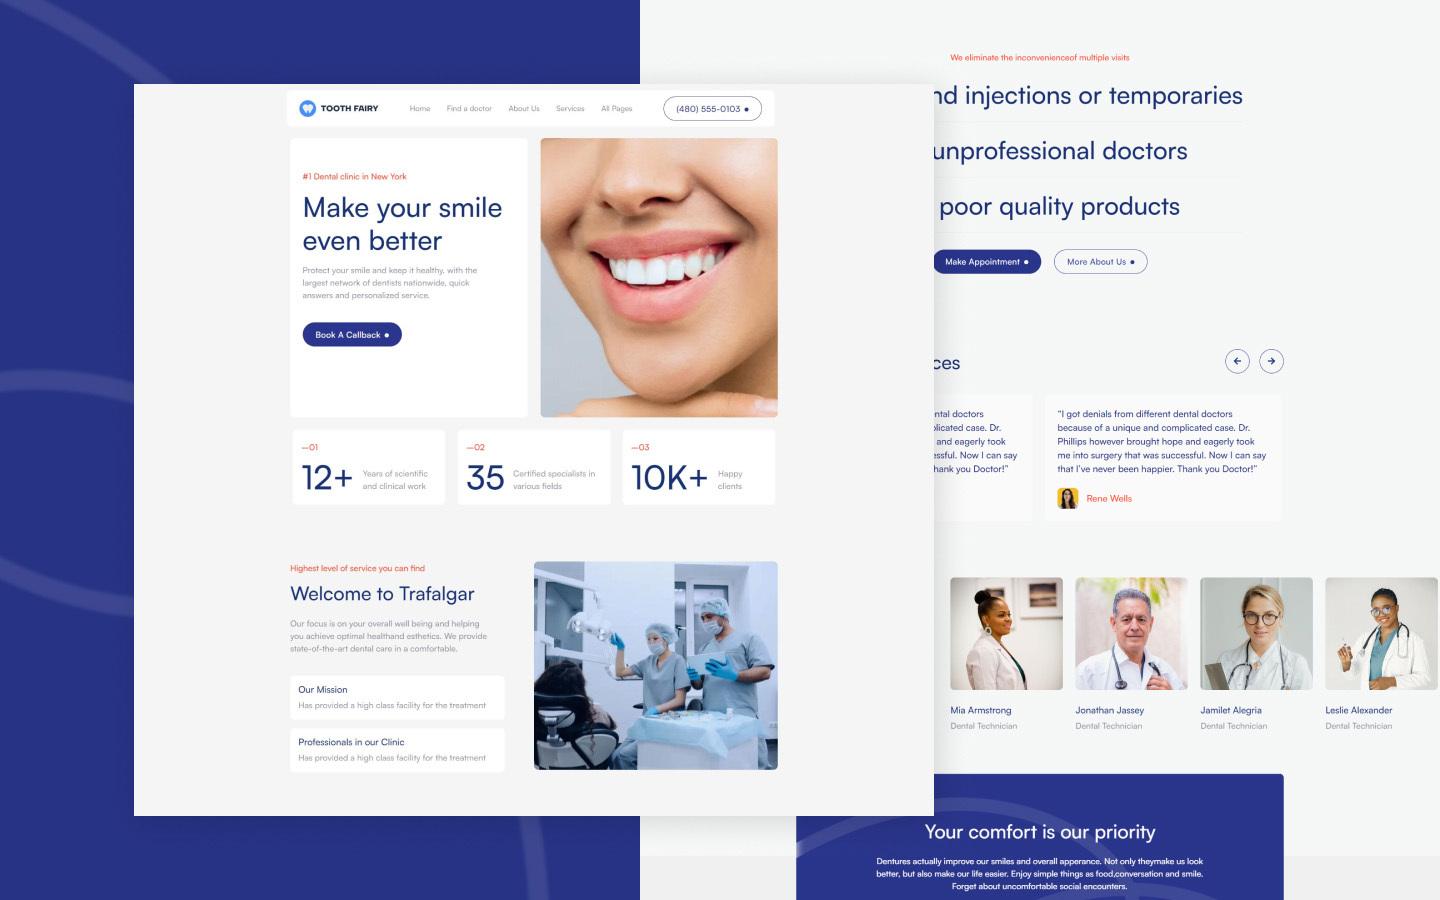 TOOTH FAIRY
Home
Find a doctor
About Us
Services
All Pages
(480) 555-0103
#1 Dental clinic in New York
Make your smile
even better
Protect your smile and keep it healthy, with the
largest network of dentists nationwide, quick
answers and personalized service.
Book A Callback
—01
12+
Years of scientific
and clinical work
—02
35
Certified specialists in
various fields
—03
10K+
Happy
clients
Highest level of service you can find
Welcome to Trafalgar
Our focus is on your overall well being and helping
you achieve optimal healthand esthetics. We provide
state-of-the-art dental care in a comfortable.
Our Mission
Has provided a high class facility for the treatment
Professionals in our Clinic
Has provided a high class facility for the treatment
We eliminate the inconvenienceof multiple visits
injections or temporaries
unprofessional doctors
poor quality products
Make Appointment
More About Us
doctors
case. Dr.
and eagerly took
Now I can say
you Doctor!”
“I got denials from different dental doctors
because of a unique and complicated case. Dr.
Phillips however brought hope and eagerly took
me into surgery that was successful. Now I can say
that I’ve never been happier. Thank you Doctor!”
Rene Wells
Mia Armstrong
Dental Technician
Jonathan Jassey
Dental Technician
Jamilet Alegria
Dental Technician
Leslie Alexander
Dental Technician
Your comfort is our priority
Dentures actually improve our smiles and overall apperance. Not only theymake us look
better, but also make our life easier. Enjoy simple things as food,conversation and smile.
Forget about uncomfortable social encounters.